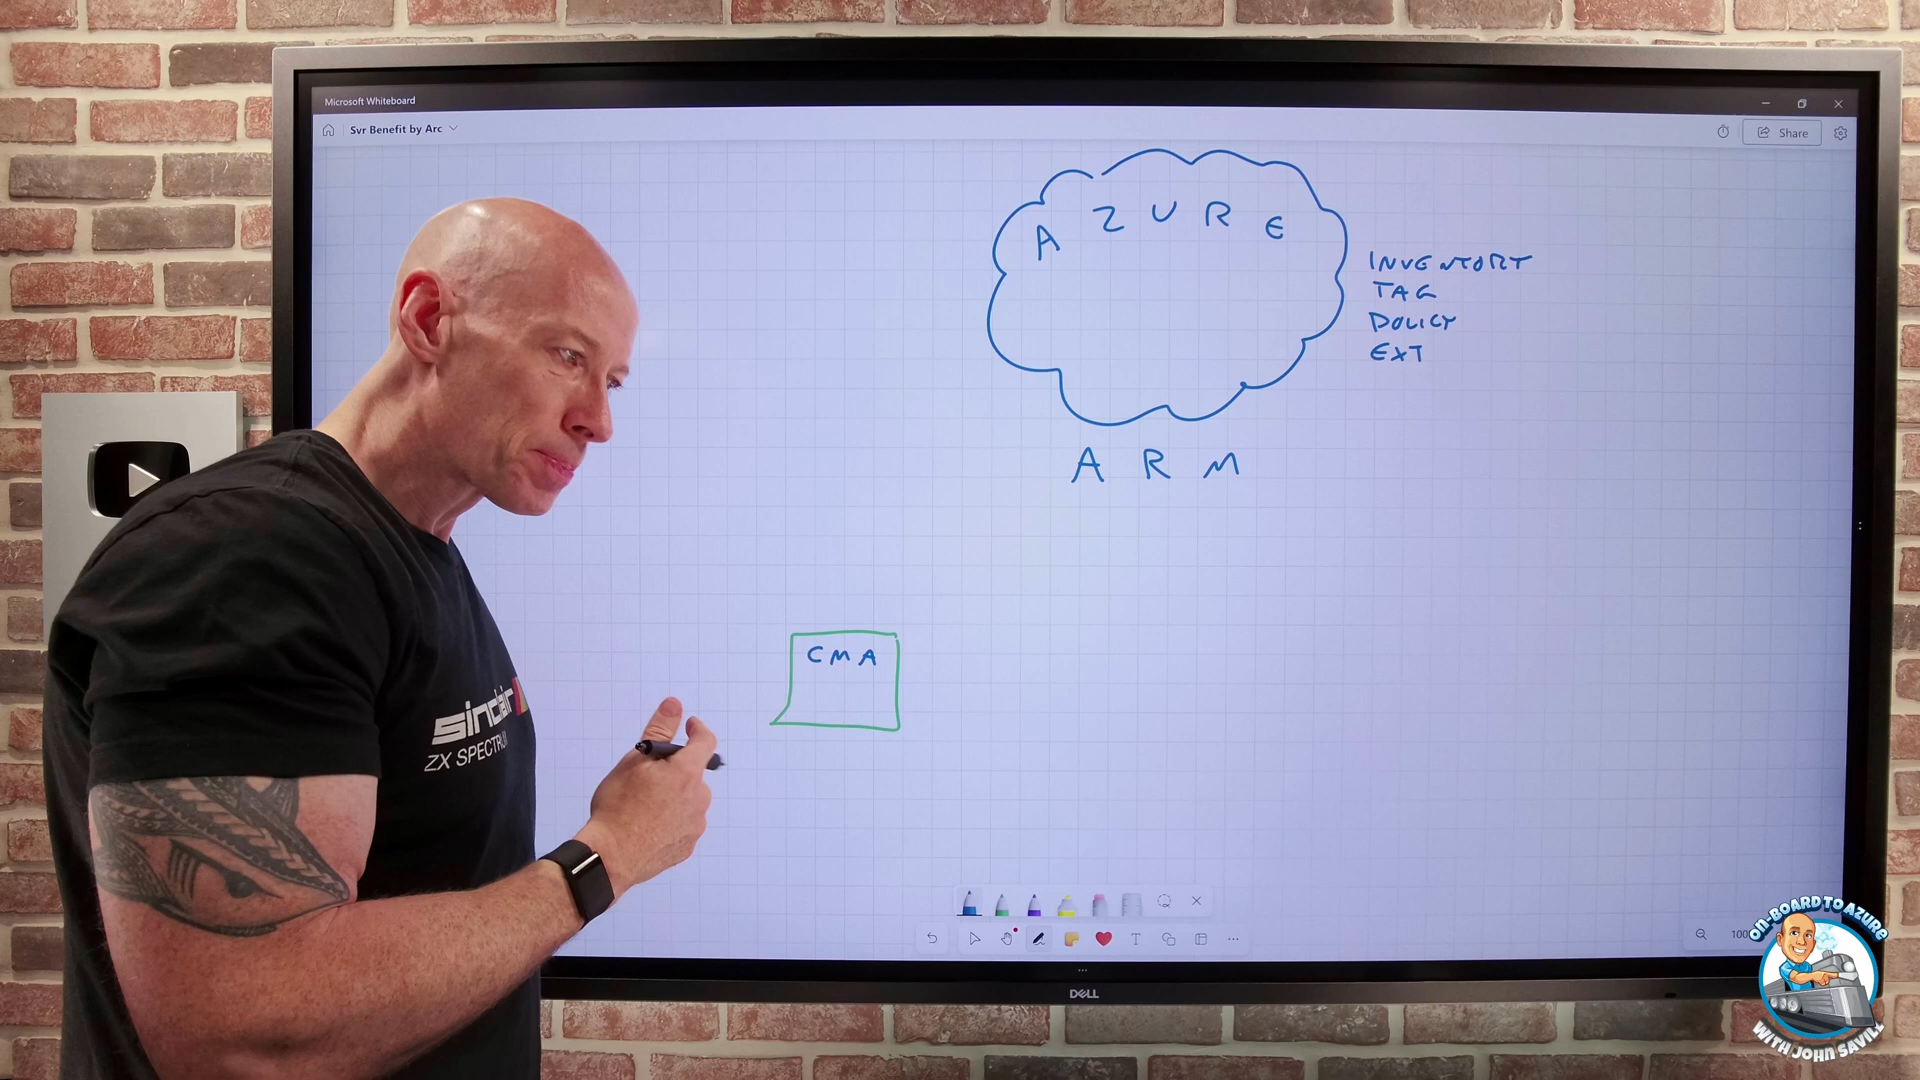 Microsoft Whiteboard
Svr Benefit by Arc
Share
AZURE
INVENTORY
TAG
POLICY
EXT
ARM
CMA
sinclair
ZX SPECTRU
DELL
ON-BOARD TO AZURE
WITH JOHN SAVILL